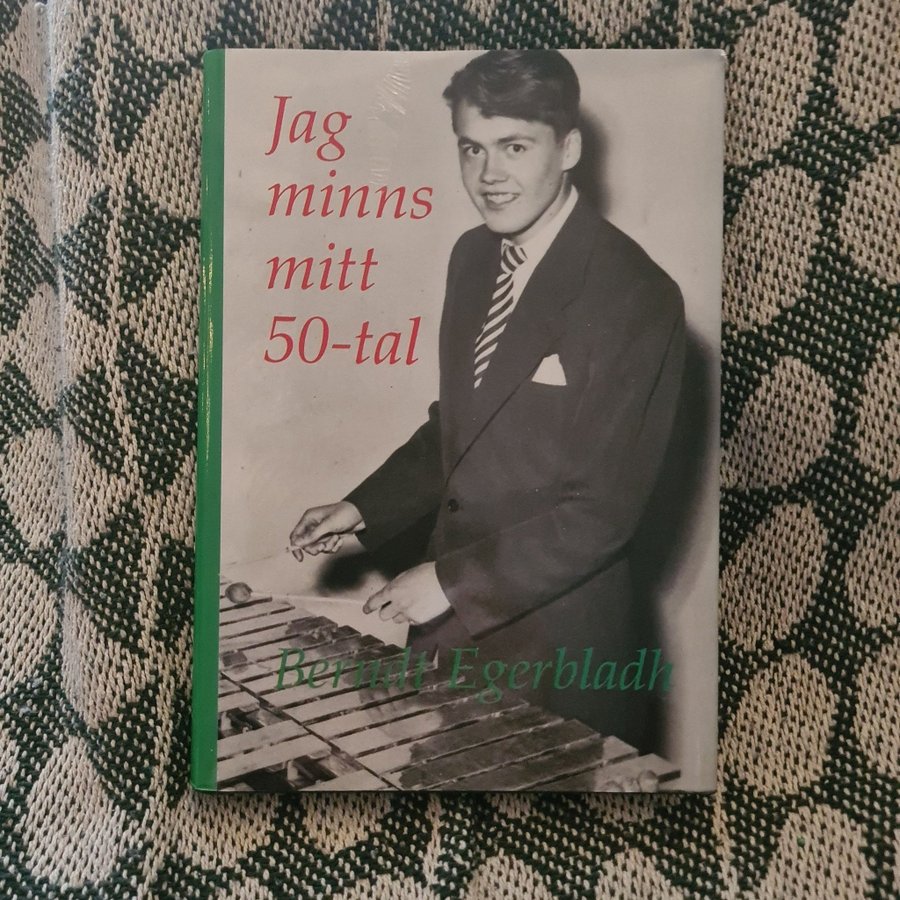 Jag
minns
mitt
50-tal
Berndt Egerbladh